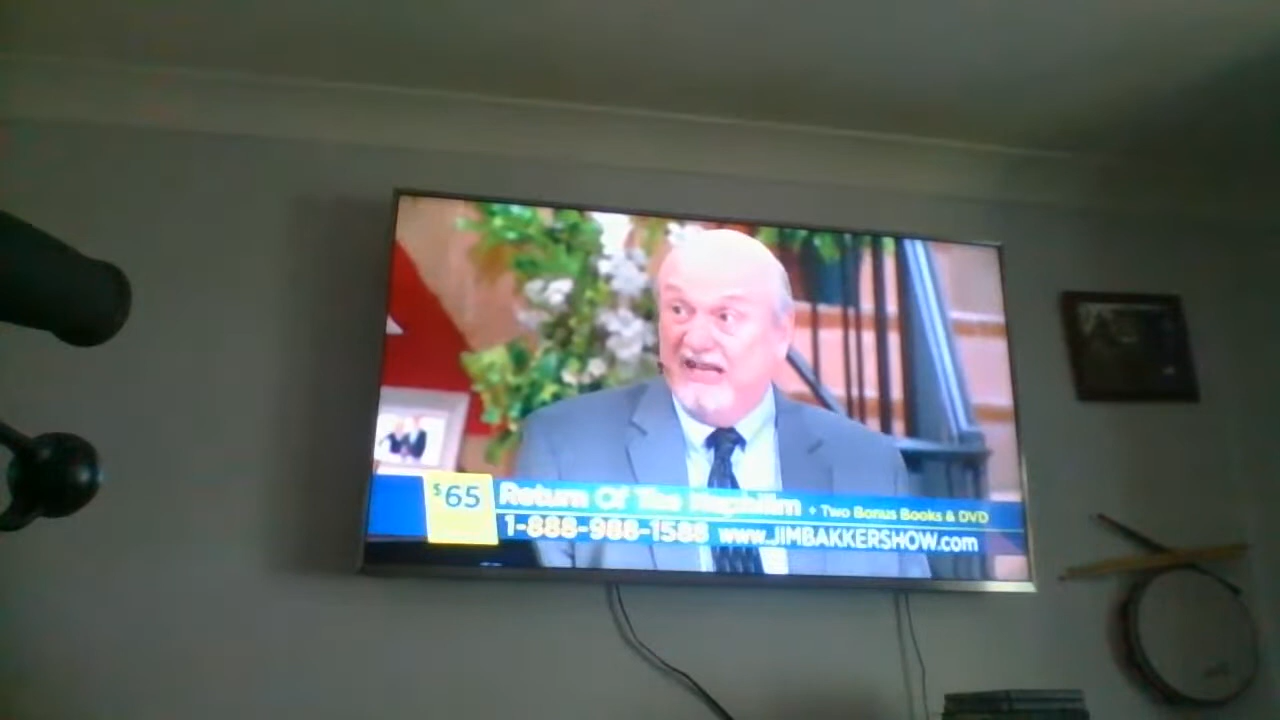 $65
Return Of The Nephilim + Two Bonus Books & DVD
1-888-988-1588 www.JIMBAKKERSHOW.com